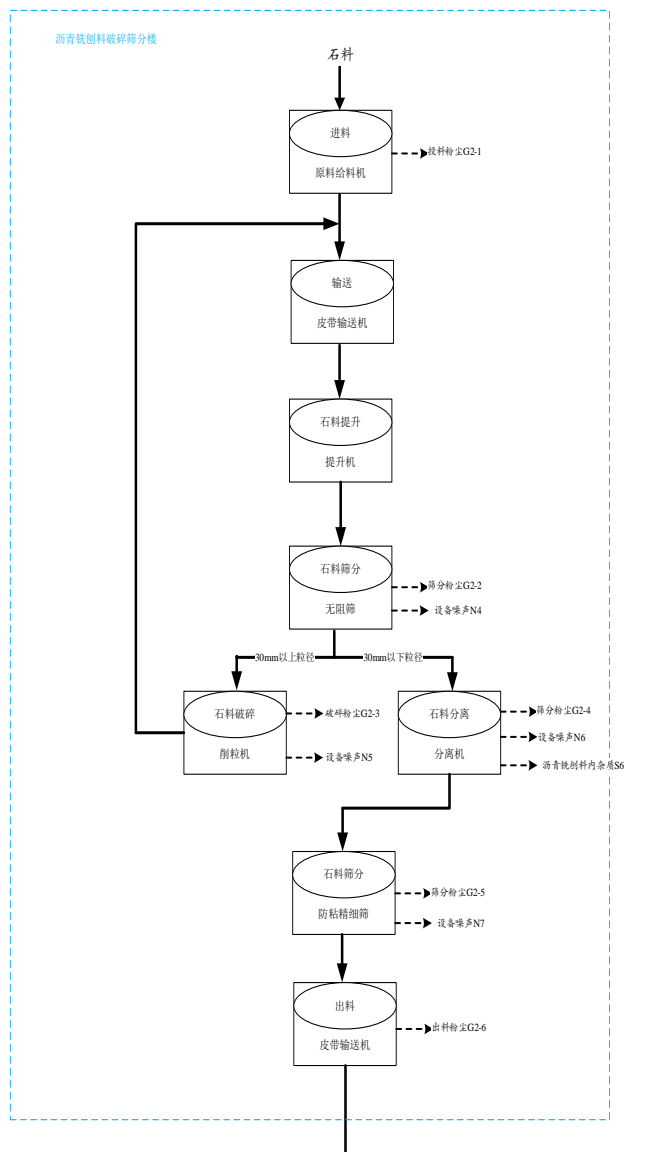 沥青铣刨料破碎筛分楼
石料
进料
投料粉尘G2-1
原料给料机
输送
皮带输送机
石料提升
提升机
石料筛分
筛分粉尘G2-2
无阻筛
设备噪声N4
30mm以上粒径
30mm以下粒径
石料破碎
破碎粉尘G2-3
削粒机
设备噪声N5
石料分离
筛分粉尘G2-4
设备噪声N6
分离机
沥青铣刨料内杂质S6
石料筛分
筛分粉尘G2-5
防粘精细筛
设备噪声N7
出料
出料粉尘G2-6
皮带输送机